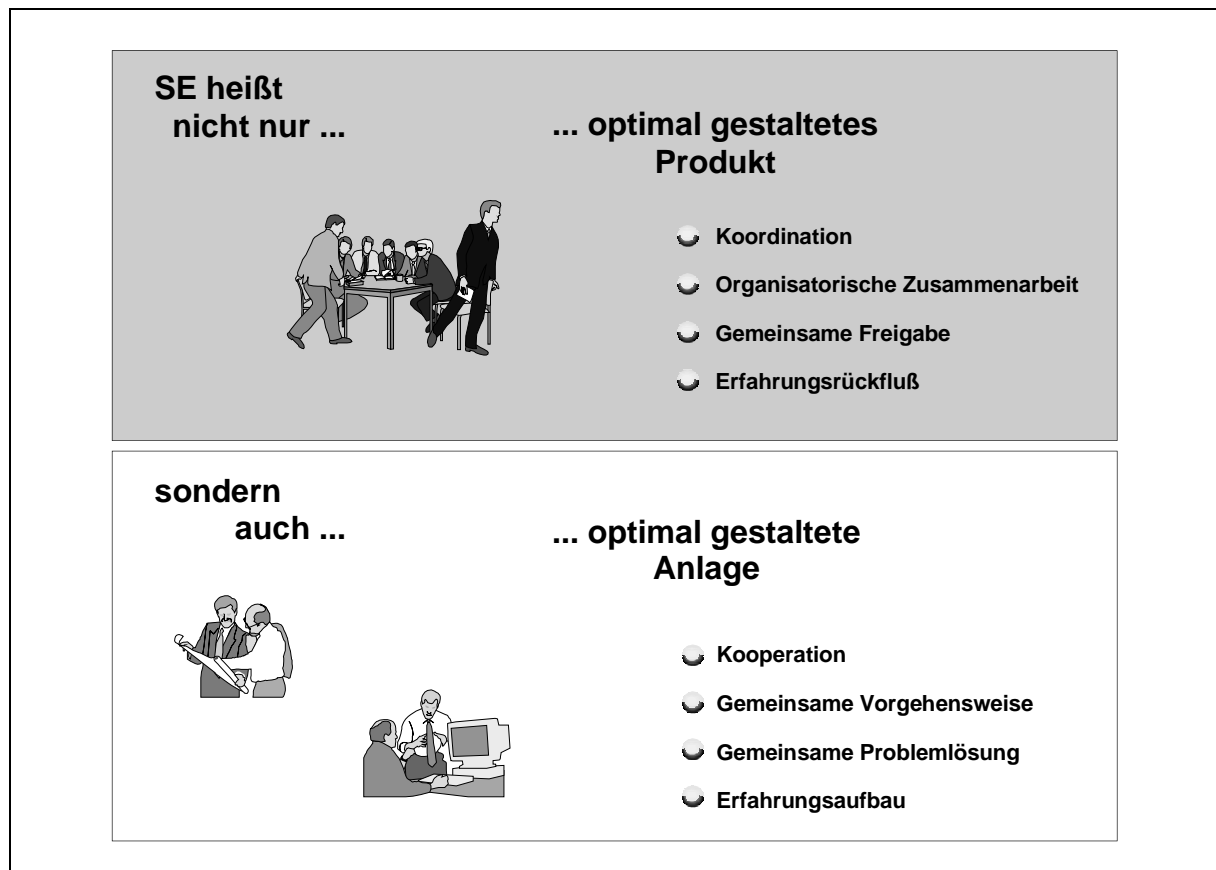 SE heißt
nicht nur ...
... optimal gestaltetes
Produkt
Koordination
Organisatorische Zusammenarbeit
Gemeinsame Freigabe
Erfahrungsrückfluß
sondern
auch ...
... optimal gestaltete
Anlage
Kooperation
Gemeinsame Vorgehensweise
Gemeinsame Problemlösung
Erfahrungsaufbau